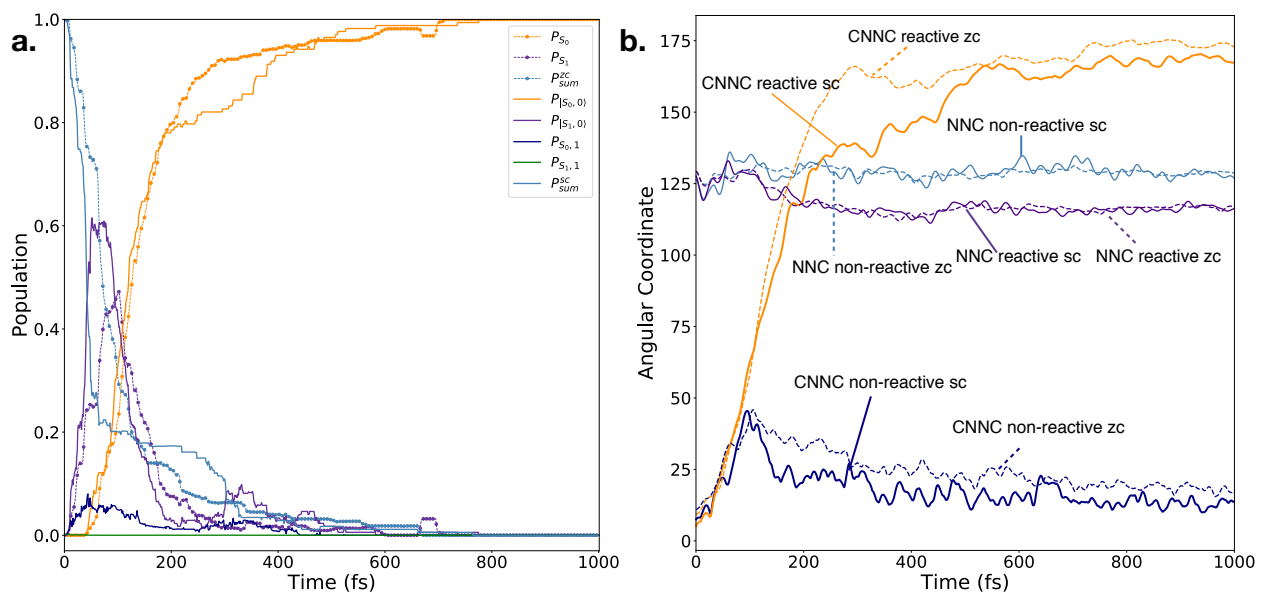 a.
1.0
0.8
0.6
0.4
0.2
0.0
Population
0
200
400
600
800
1000
Time (fs)
P_{S_0}
P_{S_1}
P^{zc}_{sum}
P_{|S_0, 0⟩}
P_{|S_1, 0⟩}
P_{S_0, 1}
P_{S_1, 1}
P^{sc}_{sum}
b.
175
150
125
100
75
50
25
0
Angular Coordinate
0
200
400
600
800
1000
Time (fs)
CNNC reactive zc
CNNC reactive sc
NNC non-reactive sc
NNC non-reactive zc
NNC reactive sc
NNC reactive zc
CNNC non-reactive sc
CNNC non-reactive zc